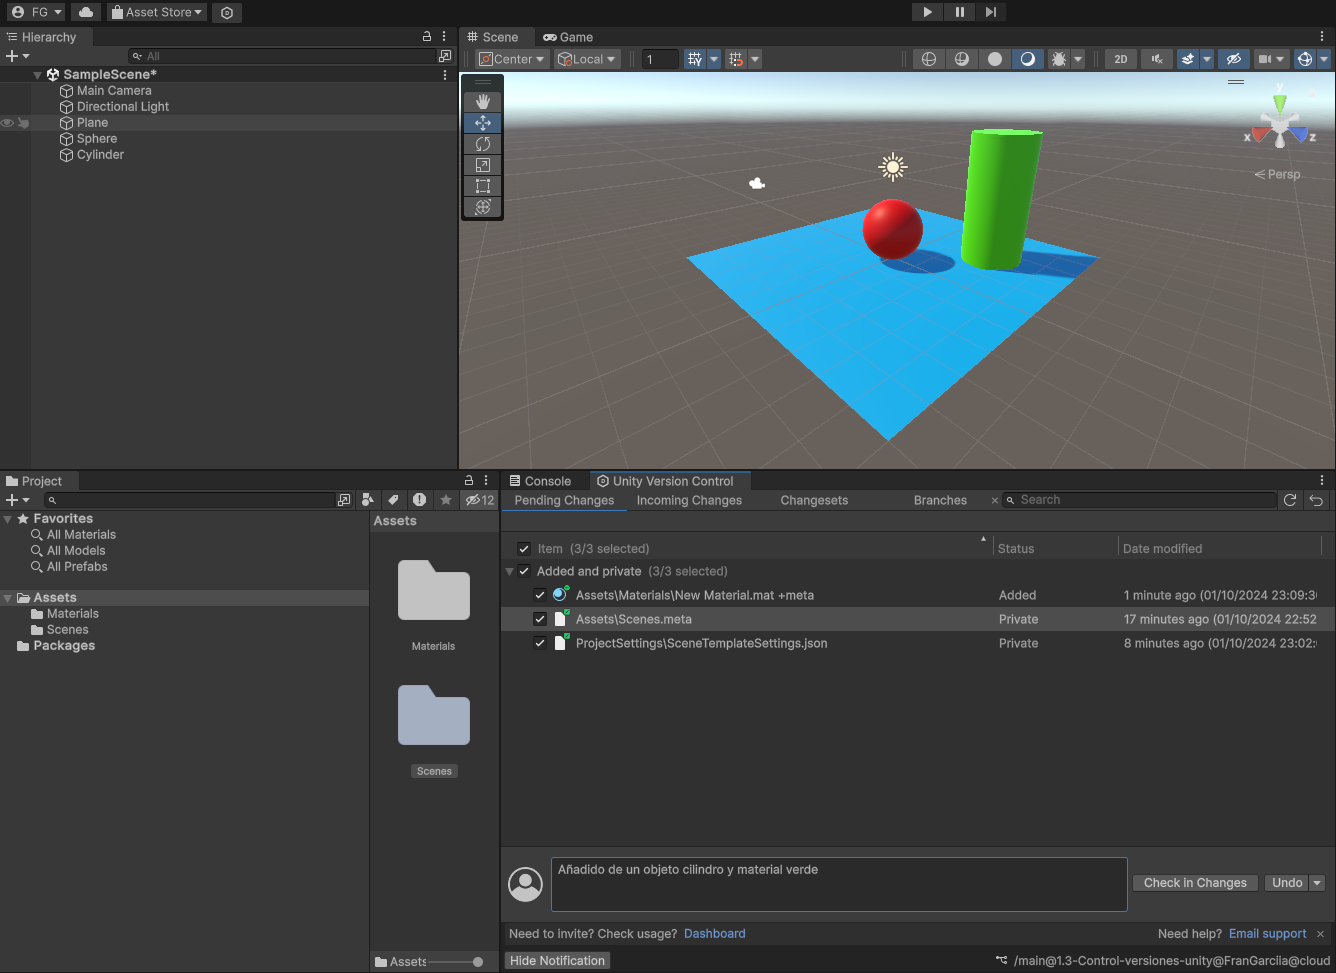 FG
Asset Store
Hierarchy
All
SampleScene*
Main Camera
Directional Light
Plane
Sphere
Cylinder
Scene
Game
Center
Local
1
2D
y
x
z
Persp
Project
12
Favorites
All Materials
All Models
All Prefabs
Assets
Materials
Scenes
Packages
Assets
Materials
Scenes
Assets
Console
Unity Version Control
Pending Changes
Incoming Changes
Changesets
Branches
Search
Item (3/3 selected)
Status
Date modified
Added and private (3/3 selected)
Assets\Materials\New Material.mat +meta
Added
1 minute ago (01/10/2024 23:09:3
Assets\Scenes.meta
Private
17 minutes ago (01/10/2024 22:52
ProjectSettings\SceneTemplateSettings.json
Private
8 minutes ago (01/10/2024 23:02:
Añadido de un objeto cilindro y material verde
Check in Changes
Undo
Need to invite? Check usage? Dashboard
Need help? Email support
Hide Notification
/main@1.3-Control-versiones-unity@FranGarciia@cloud